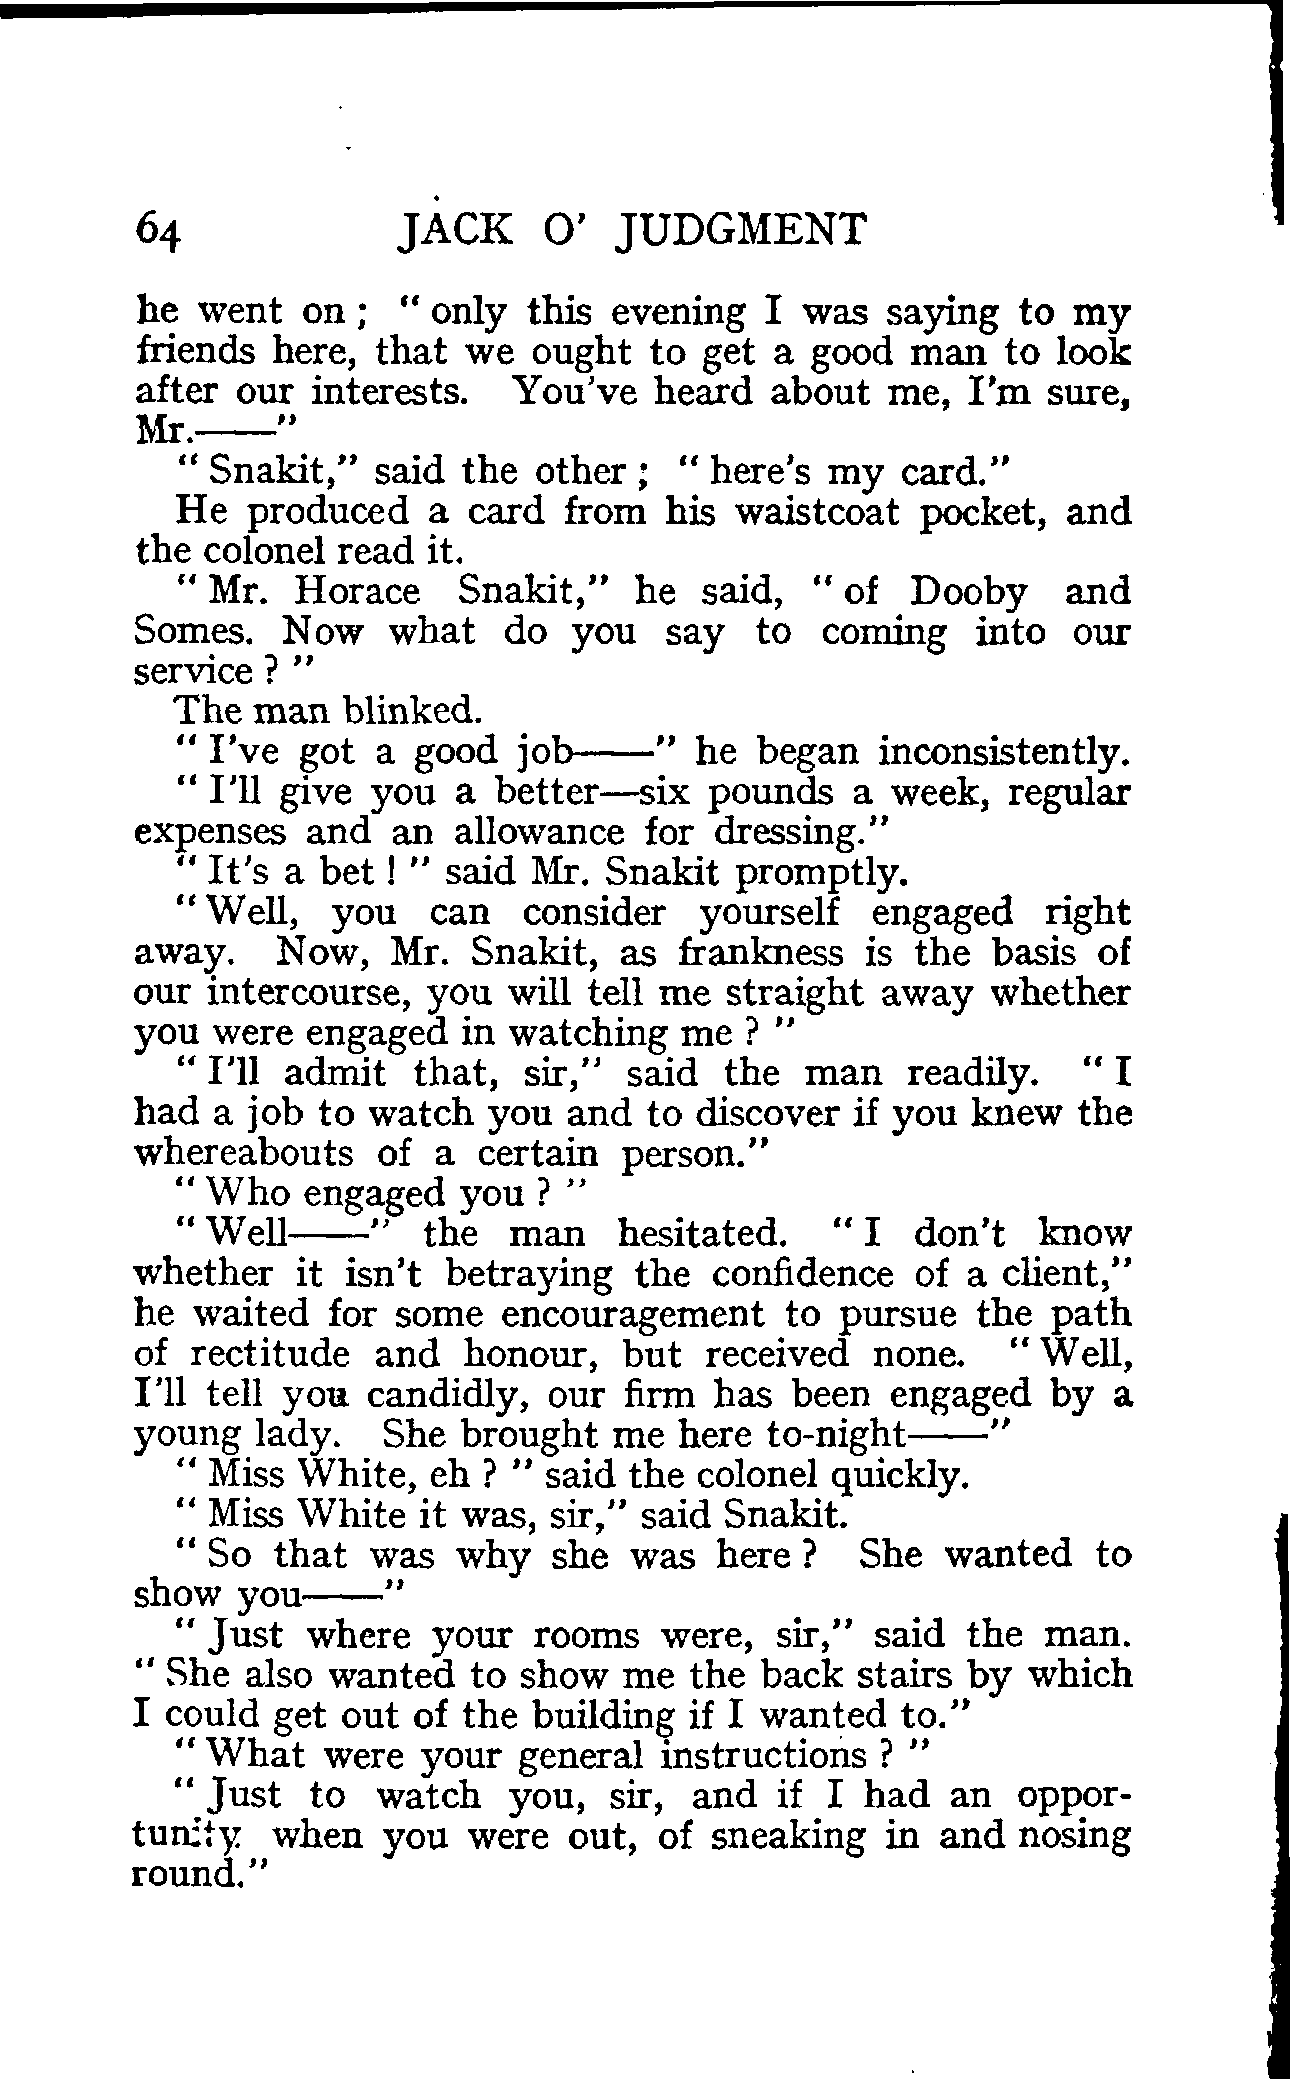 64 JACK O' JUDGMENT
he went on ; " only this evening I was saying to my
friends here, that we ought to get a good man to look
after our interests. You've heard about me, I'm sure,
Mr.——"
" Snakit," said the other ; " here's my card."
He produced a card from his waistcoat pocket, and
the colonel read it.
" Mr. Horace Snakit," he said, " of Dooby and
Somes. Now what do you say to coming into our
service ? "
The man blinked.
" I've got a good job——" he began inconsistently.
" I'll give you a better—six pounds a week, regular
expenses and an allowance for dressing."
" It's a bet ! " said Mr. Snakit promptly.
" Well, you can consider yourself engaged right
away. Now, Mr. Snakit, as frankness is the basis of
our intercourse, you will tell me straight away whether
you were engaged in watching me ? "
" I'll admit that, sir," said the man readily. " I
had a job to watch you and to discover if you knew the
whereabouts of a certain person."
" Who engaged you ? "
" Well——" the man hesitated. " I don't know
whether it isn't betraying the confidence of a client,"
he waited for some encouragement to pursue the path
of rectitude and honour, but received none. " Well,
I'll tell you candidly, our firm has been engaged by a
young lady. She brought me here to-night——"
" Miss White, eh ? " said the colonel quickly.
" Miss White it was, sir," said Snakit.
" So that was why she was here ? She wanted to
show you——"
" Just where your rooms were, sir," said the man.
" She also wanted to show me the back stairs by which
I could get out of the building if I wanted to."
" What were your general instructions ? "
" Just to watch you, sir, and if I had an oppor-
tunity when you were out, of sneaking in and nosing
round."